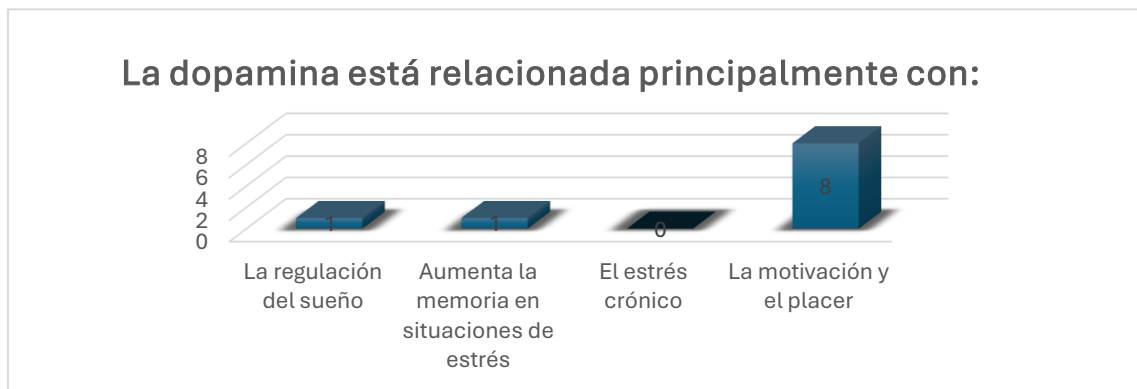 La dopamina está relacionada principalmente con:
8
6
4
2
0
1
1
0
8
La regulación
del sueño
Aumenta la
memoria en
situaciones de
estrés
El estrés
crónico
La motivación y
el placer